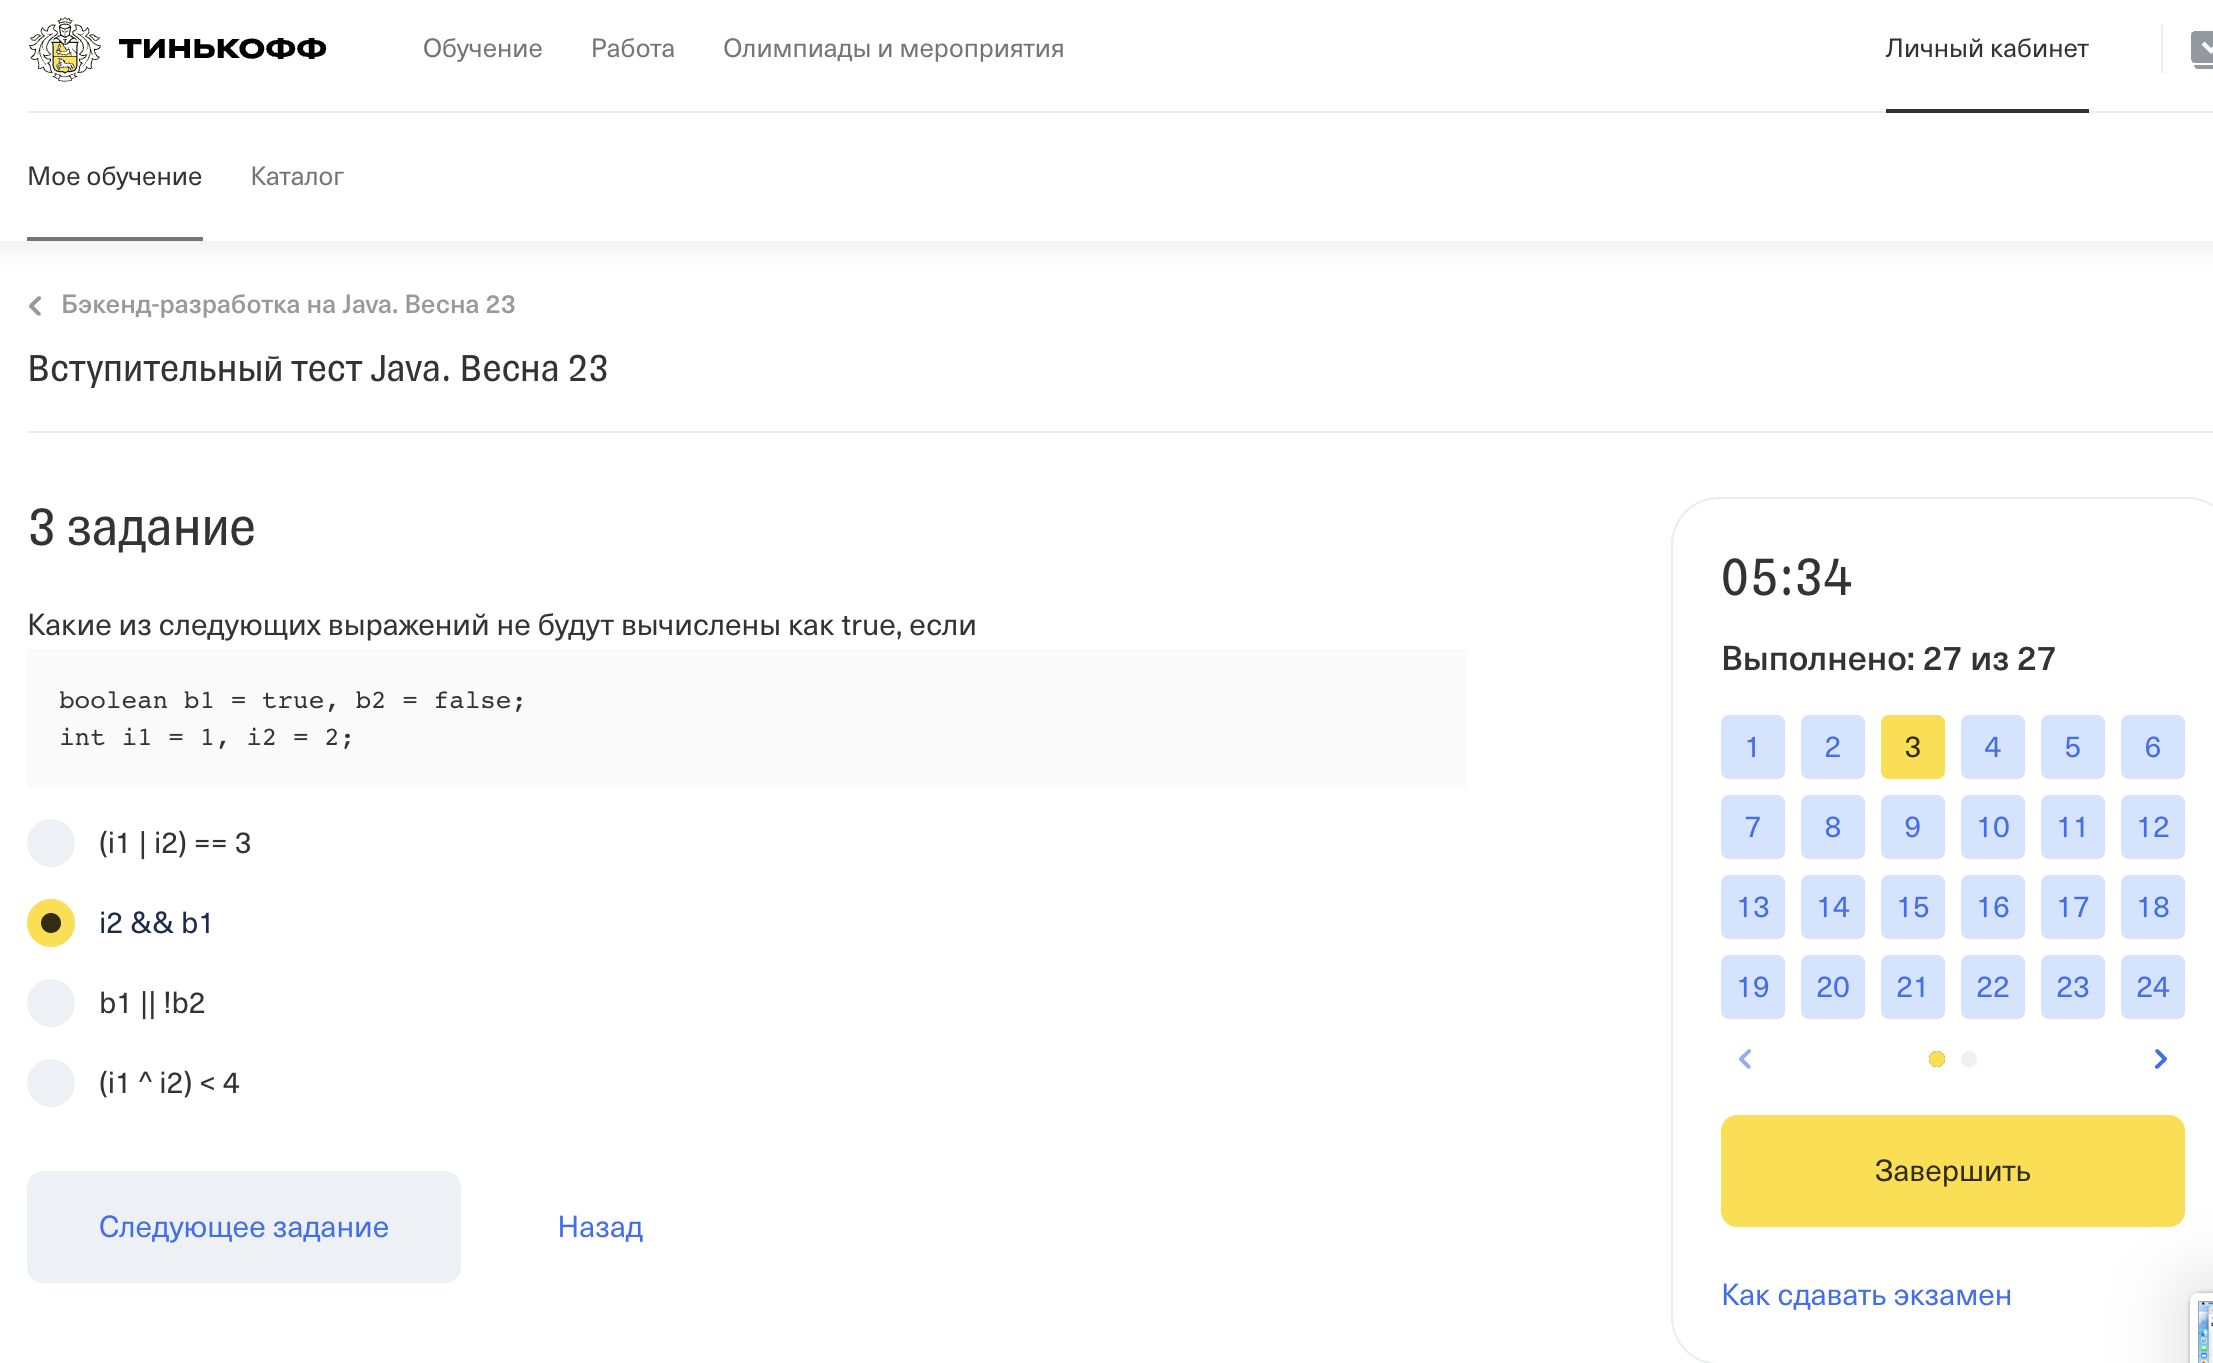 ТИНЬКОФФ
Обучение
Работа
Олимпиады и мероприятия
Личный кабинет
Мое обучение
Каталог
Бэкенд-разработка на Java. Весна 23
Вступительный тест Java. Весна 23
3 задание
Какие из следующих выражений не будут вычислены как true, если
boolean b1 = true, b2 = false;
int i1 = 1, i2 = 2;
(i1 | i2) == 3
i2 && b1
b1 || !b2
(i1 ^ i2) < 4
Следующее задание
Назад
05:34
Выполнено: 27 из 27
1 2 3 4 5 6
7 8 9 10 11 12
13 14 15 16 17 18
19 20 21 22 23 24
Завершить
Как сдавать экзамен